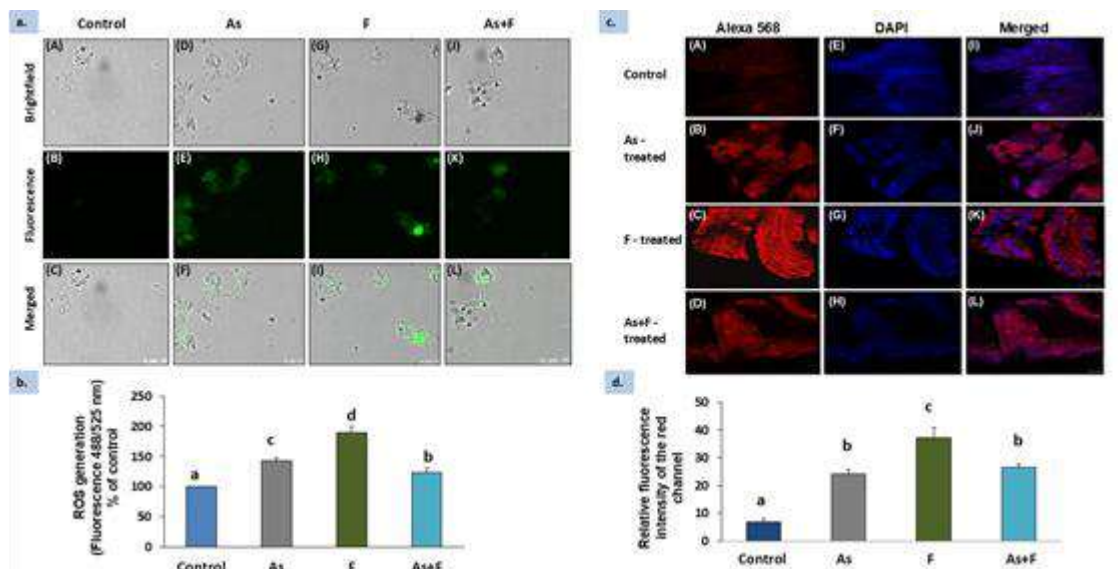 a.
Control As F As+F
Brightfield
(A) (D) (G) (J)
Fluorescence
(B) (E) (H) (K)
Merged
(C) (F) (I) (L)
b.
ROS generation
(Fluorescence 488/525 nm)
% of control
250
200
150
100
50
0
a c d b
Control As F As+F
c.
Alexa 568 DAPI Merged
Control
(A) (E) (I)
As -
treated
(B) (F) (J)
F - treated
(C) (G) (K)
As+F -
treated
(D) (H) (L)
d.
Relative fluorescence
intensity of the red
channel
50
40
30
20
10
0
a b c b
Control As F As+F